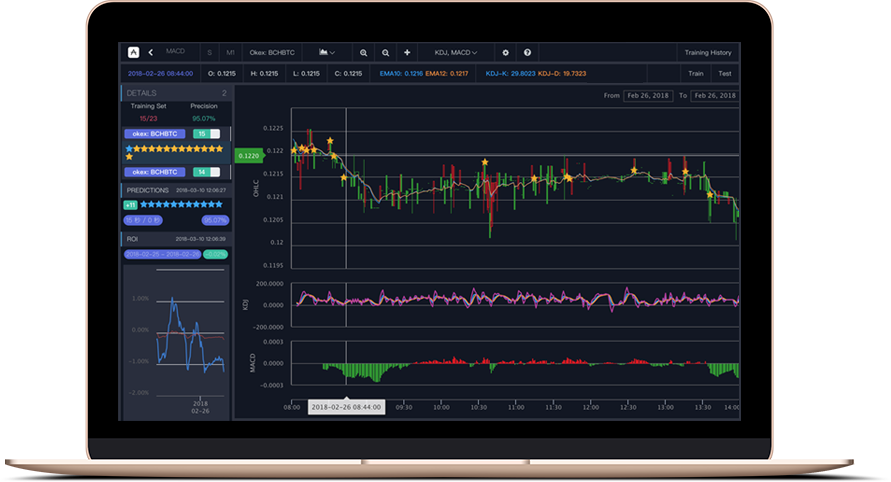 MACD S M1 Okex: BCHBTC KDJ, MACD Training History
2018-02-26 08:44:00 O: 0.1215 H: 0.1215 L: 0.1215 C: 0.1215 EMA10: 0.1216 EMA12: 0.1217 KDJ-K: 29.8023 KDJ-D: 19.7323 Train Test
DETAILS 2
Training Set Precision
15/23 95.07%
okex: BCHBTC 15
okex: BCHBTC 14
PREDICTIONS 2018-03-10 12:06:27
+11
15 秒 / 0 秒 95.07%
ROI 2018-03-10 12:06:39
2018-02-25 - 2018-02-26
1.00%
0.00%
-1.00%
-2.00%
2018
02-26
From Feb 26, 2018 To Feb 26, 2018
0.1225
0.122
0.1220
0.1215
0.121
0.1205
0.12
0.1195
OHLC
200.0000
0.0000
-200.0000
KDJ
0.0003
0.0000
-0.0003
MACD
08:00 2018-02-26 08:44:00 09:30 10:00 10:30 11:00 11:30 12:00 12:30 13:00 13:30 14:00